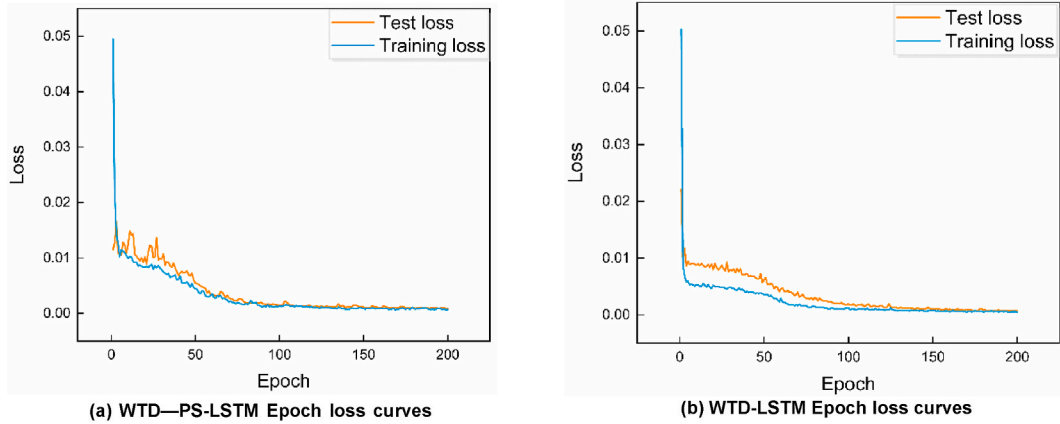 Test loss
Training loss
0.05
0.04
0.03
0.02
0.01
0.00
Loss
0
50
100
150
200
Epoch
(a) WTD—PS-LSTM Epoch loss curves
Test loss
Training loss
0.05
0.04
0.03
0.02
0.01
0.00
Loss
0
50
100
150
200
Epoch
(b) WTD-LSTM Epoch loss curves